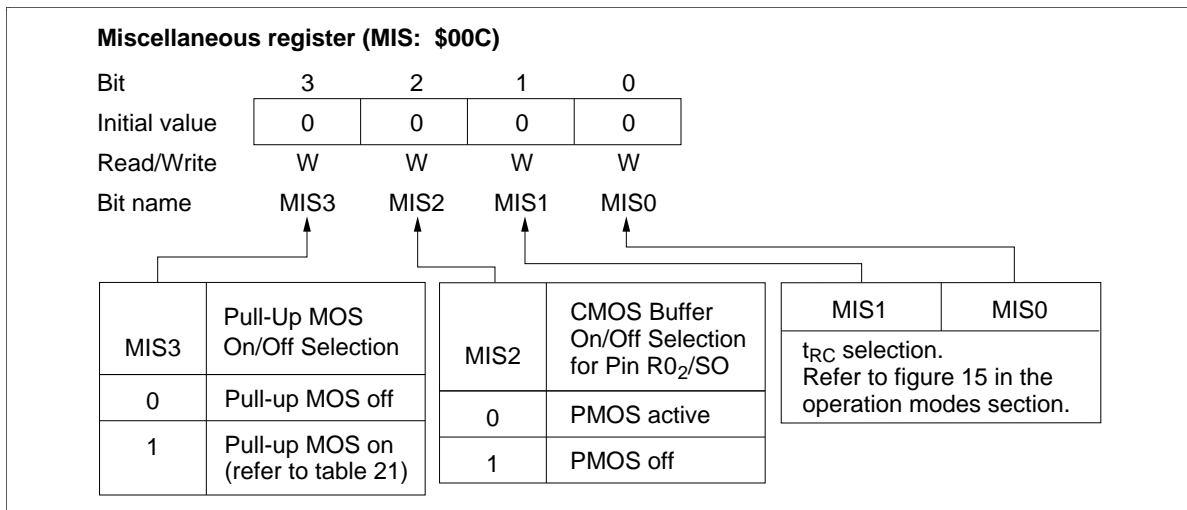 Miscellaneous register (MIS: $00C)
Bit 3 2 1 0
Initial value 0 0 0 0
Read/Write W W W W
Bit name MIS3 MIS2 MIS1 MIS0
MIS3
Pull-Up MOS
On/Off Selection
0 Pull-up MOS off
1 Pull-up MOS on
(refer to table 21)
MIS2
CMOS Buffer
On/Off Selection
for Pin R0₂/SO
0 PMOS active
1 PMOS off
MIS1 MIS0
tRC selection.
Refer to figure 15 in the
operation modes section.